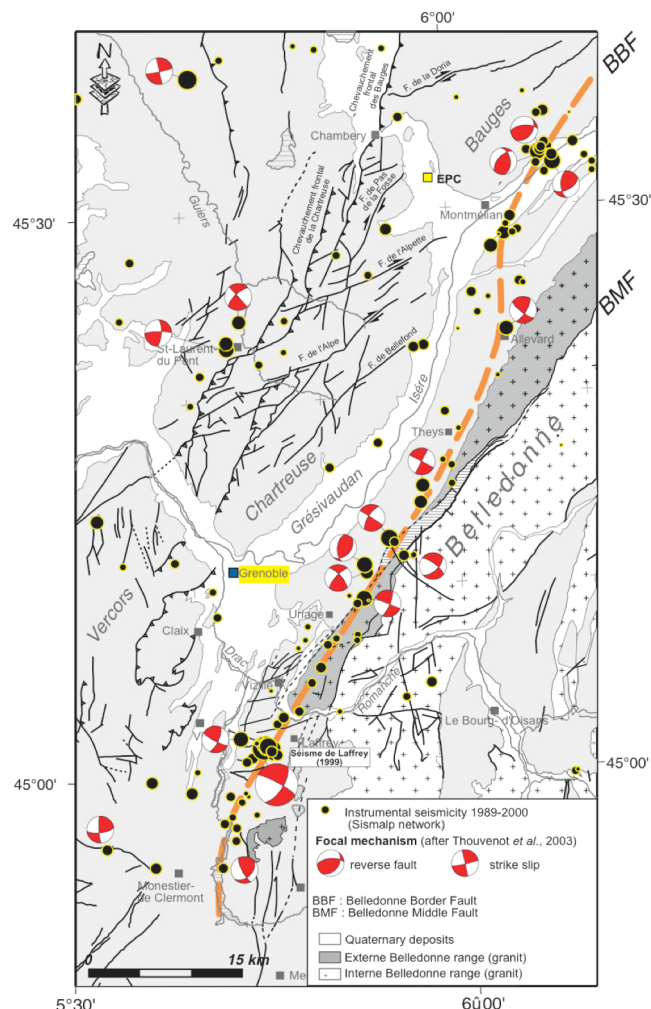 6°00'
BBF
N
F. de la Doria
Chevauchement
frontal
des Bauges
Bauges
Chambery
EPC
Guiers
F. de Pas
de la Fosse
Montmélian
45°30'
45°30'
Chevauchement frontal
de la Chartreuse
F. de l'Alpette
BMF
St-Laurent-
du Pont
Allevard
F. de l'Alpe
F. de Bellefond
Isére
Theys
Chartreuse
Grésivaudan
Belledonne
Grenoble
Vercors
Uriage
Claix
Drac
Vizille
Romanche
Le Bourg- d'Oisans
Laffrey
Séisme de Laffrey
(1999)
45°00'
45°00'
Instrumental seismicity 1989-2000
(Sismalp network)
Focal mechanism (after Thouvenot et al., 2003)
reverse fault
strike slip
Monestier-
de Clermont
BBF : Belledonne Border Fault
BMF : Belledonne Middle Fault
Quaternary deposits
Externe Belledonne range (granit)
Interne Belledonne range (granit)
0
15 km
Me
5°30'
6û00'